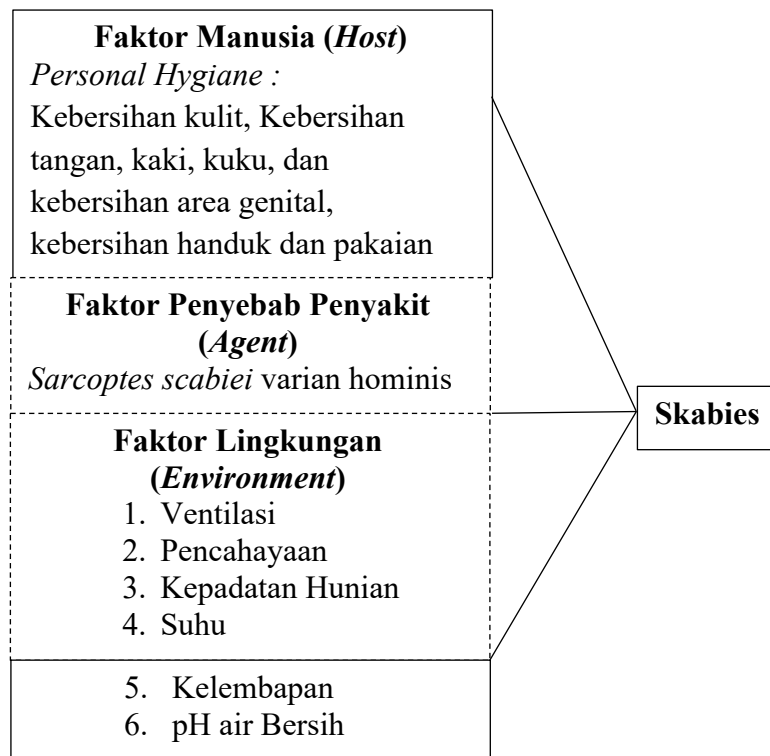 Faktor Manusia (Host)
Personal Hygiane :
Kebersihan kulit, Kebersihan
tangan, kaki, kuku, dan
kebersihan area genital,
kebersihan handuk dan pakaian
Faktor Penyebab Penyakit
(Agent)
Sarcoptes scabiei varian hominis
Faktor Lingkungan
(Environment)
1. Ventilasi
2. Pencahayaan
3. Kepadatan Hunian
4. Suhu
5. Kelembapan
6. pH air Bersih
Skabies